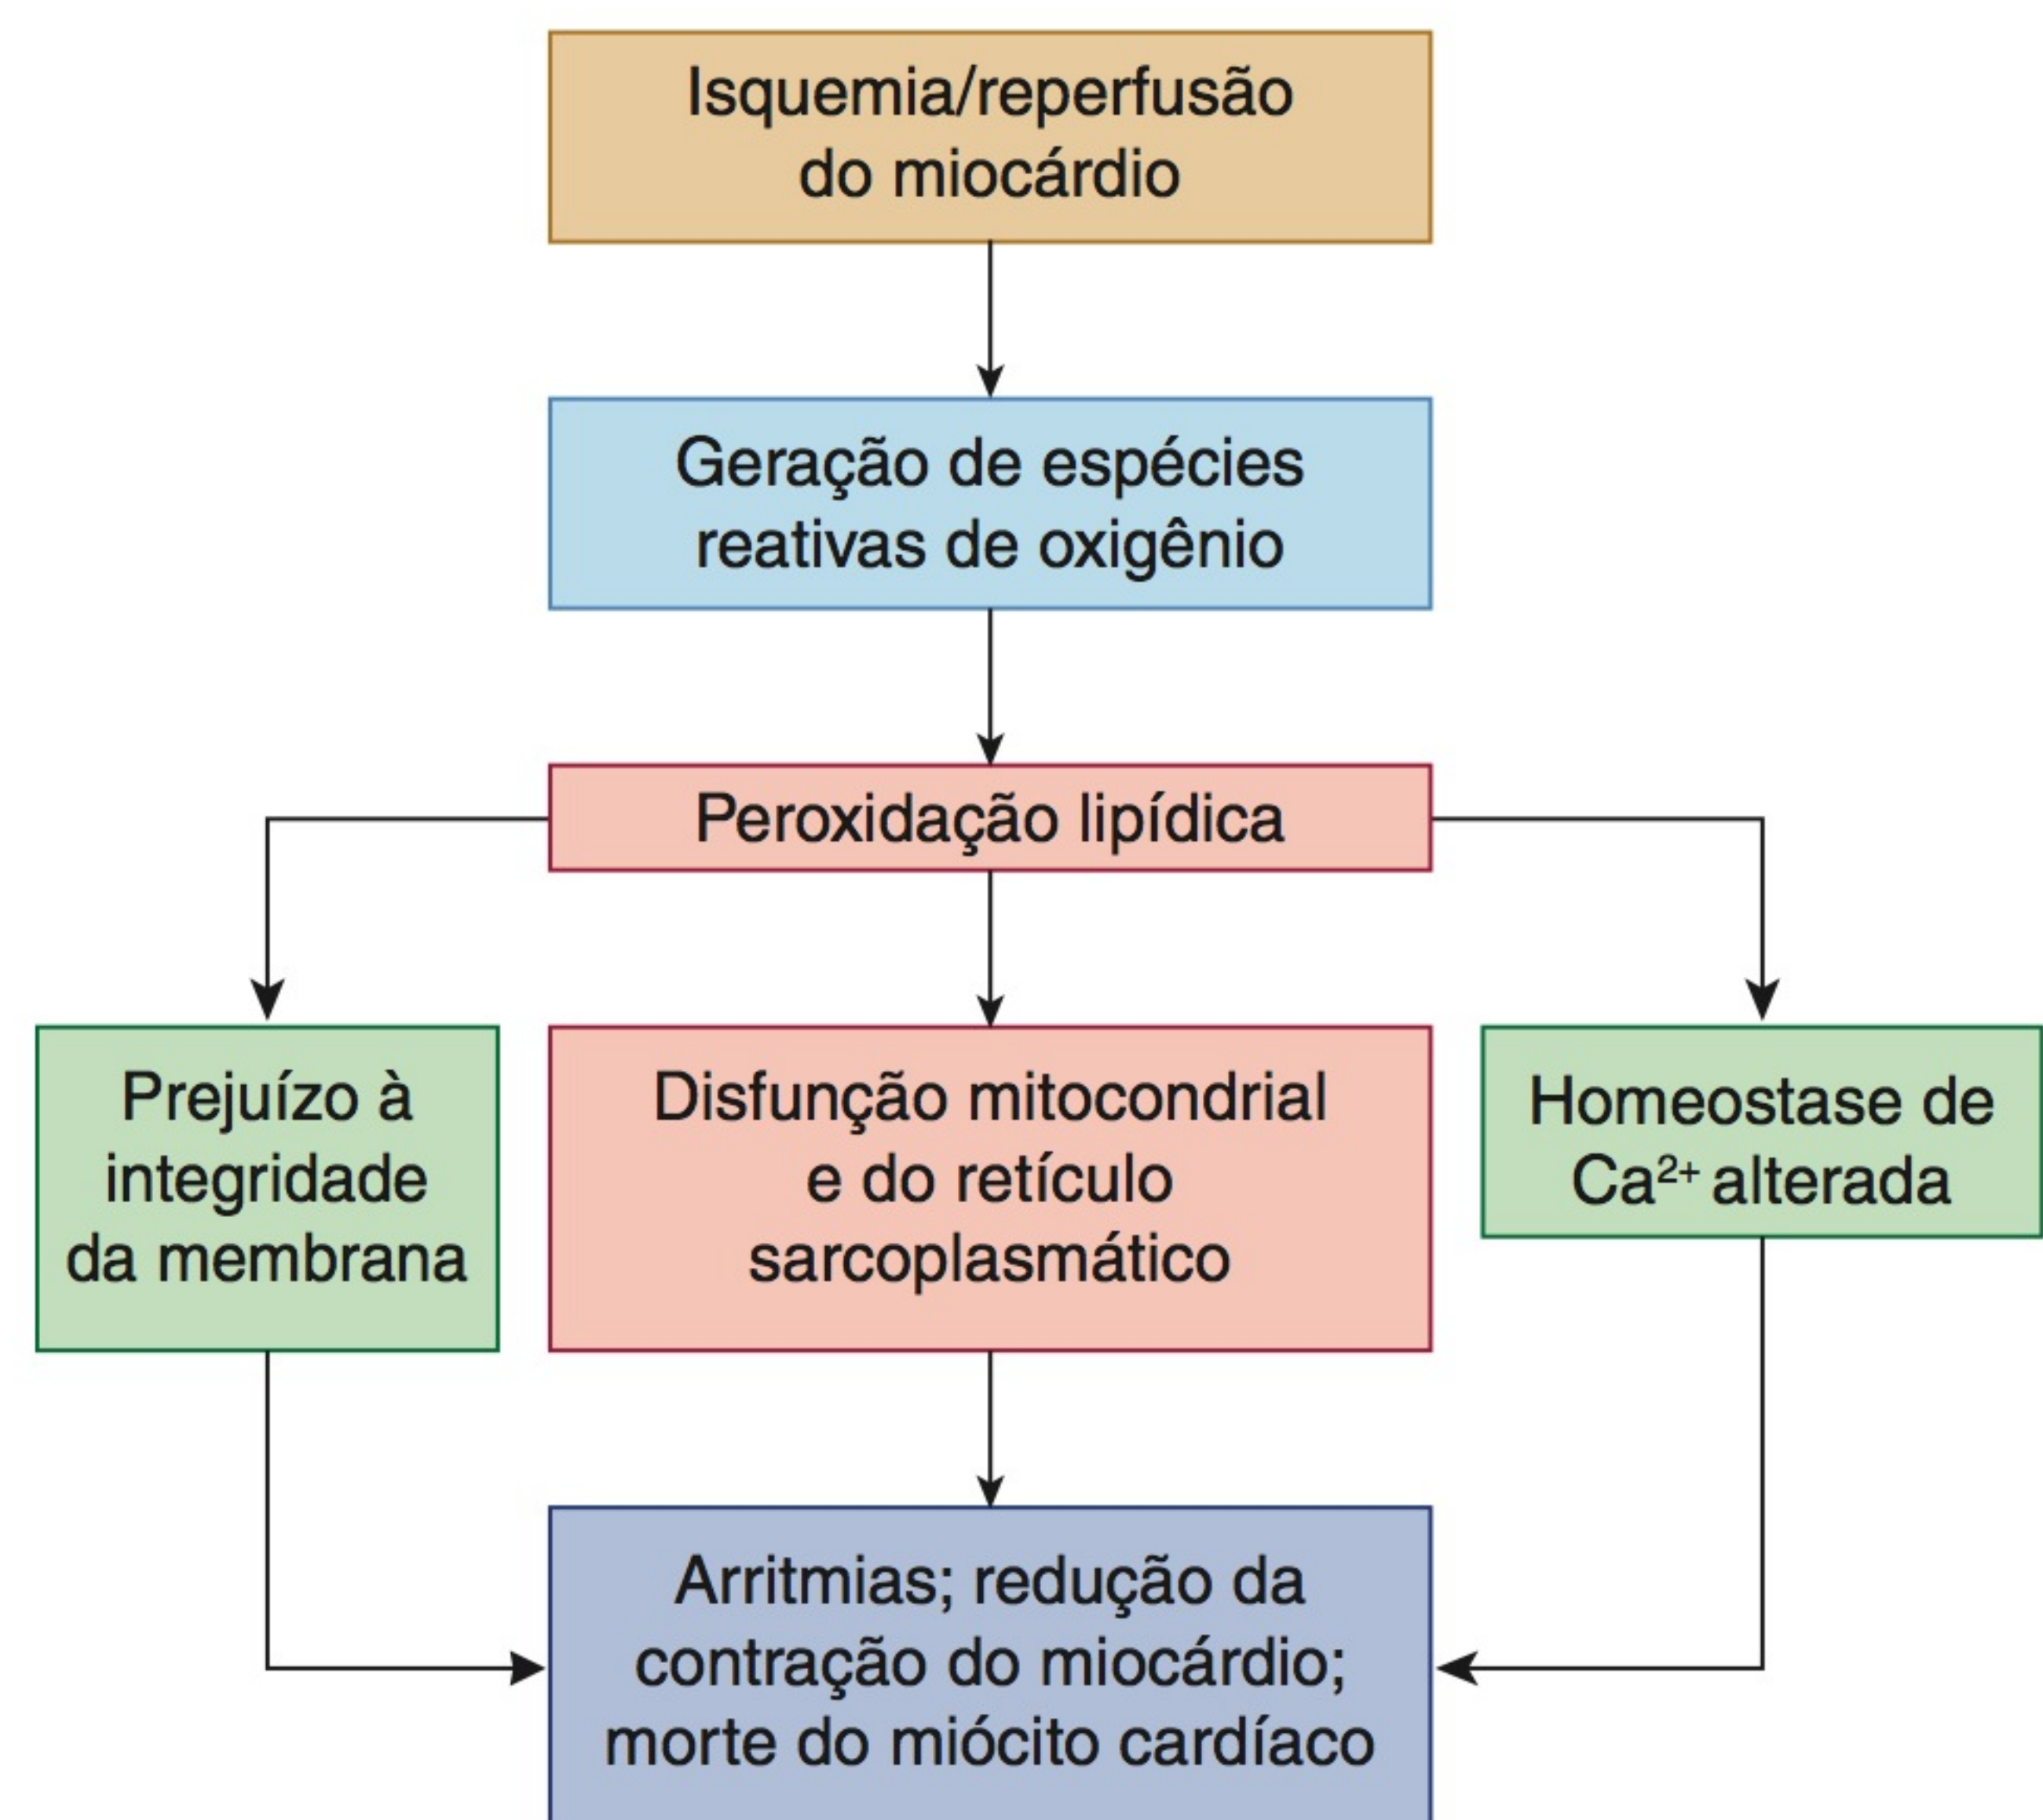 Isquemia/reperfusão
do miocárdio
Geração de espécies
reativas de oxigênio
Peroxidação lipídica
Prejuízo à
integridade
da membrana
Disfunção mitocondrial
e do retículo
sarcoplasmático
Homeostase de
Ca²⁺ alterada
Arritmias; redução da
contração do miocárdio;
morte do miócito cardíaco